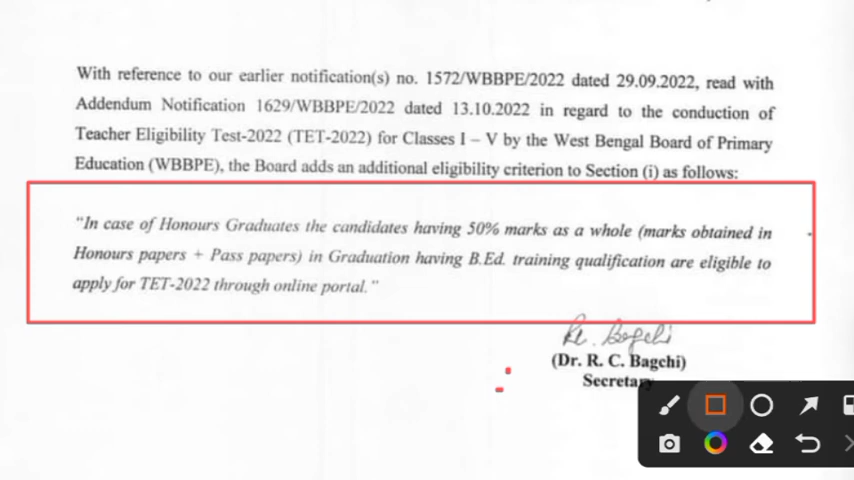 With reference to our earlier notification(s) no. 1572/WBBPE/2022 dated 29.09.2022, read with
Addendum Notification 1629/WBBPE/2022 dated 13.10.2022 in regard to the conduction of
Teacher Eligibility Test-2022 (TET-2022) for Classes I – V by the West Bengal Board of Primary
Education (WBBPE), the Board adds an additional eligibility criterion to Section (i) as follows:
"In case of Honours Graduates the candidates having 50% marks as a whole (marks obtained in
Honours papers + Pass papers) in Graduation having B.Ed. training qualification are eligible to
apply for TET-2022 through online portal."
R. Bagchi
(Dr. R. C. Bagchi)
Secretary